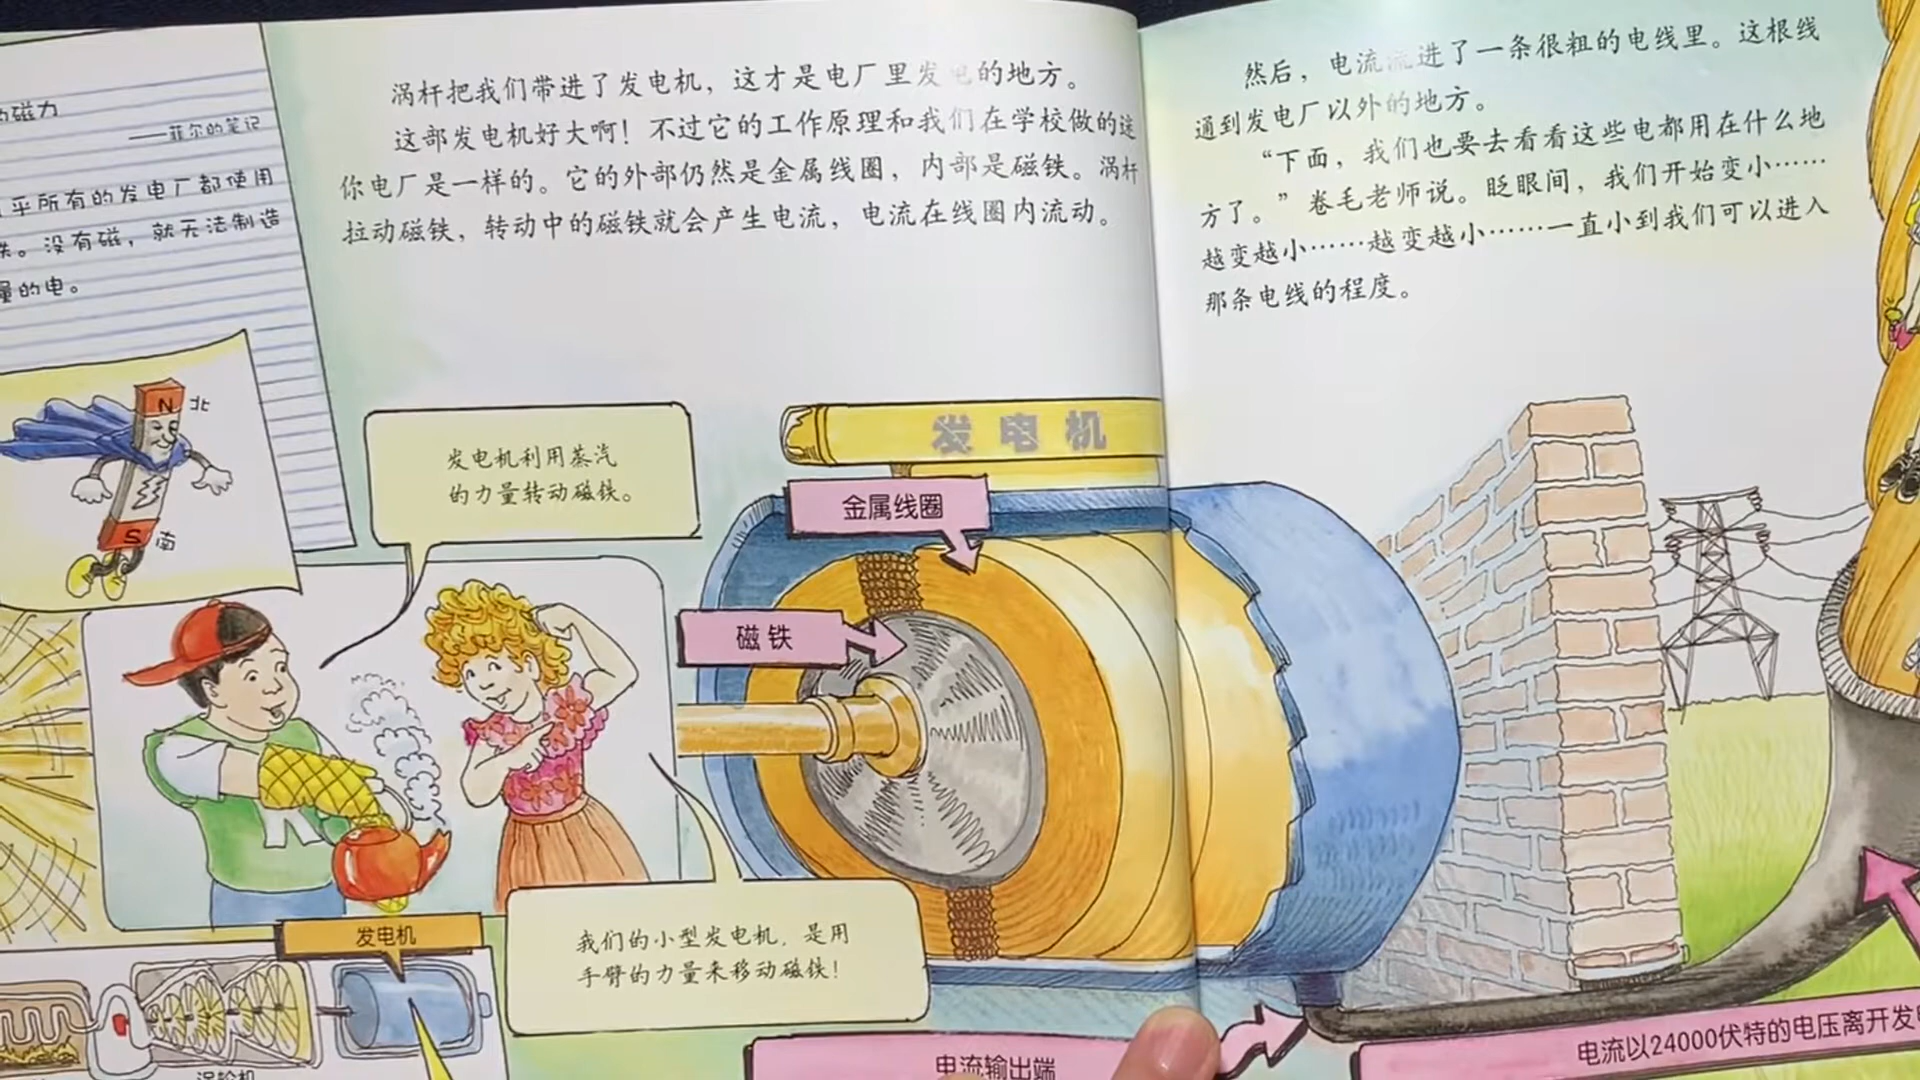 的磁力
——菲尔的笔记
乎所有的发电厂都使用
铁。没有磁，就无法制造
量的电。
N 北
S 南
涡杆把我们带进了发电机，这才是电厂里发电的地方。
这部发电机好大啊！不过它的工作原理和我们在学校做的迷
你电厂是一样的。它的外部仍然是金属线圈，内部是磁铁。涡杆
拉动磁铁，转动中的磁铁就会产生电流，电流在线圈内流动。
发电机利用蒸汽
的力量转动磁铁。
发电机
金属线圈
磁铁
我们的小型发电机，是用
手臂的力量来移动磁铁！
发电机
涡轮机
电流输出端
然后，电流流进了一条很粗的电线里。这根线
通到发电厂以外的地方。
“下面，我们也要去看看这些电都用在什么地
方了。”卷毛老师说。眨眼间，我们开始变小……
越变越小……越变越小……一直小到我们可以进入
那条电线的程度。
电流以24000伏特的电压离开发